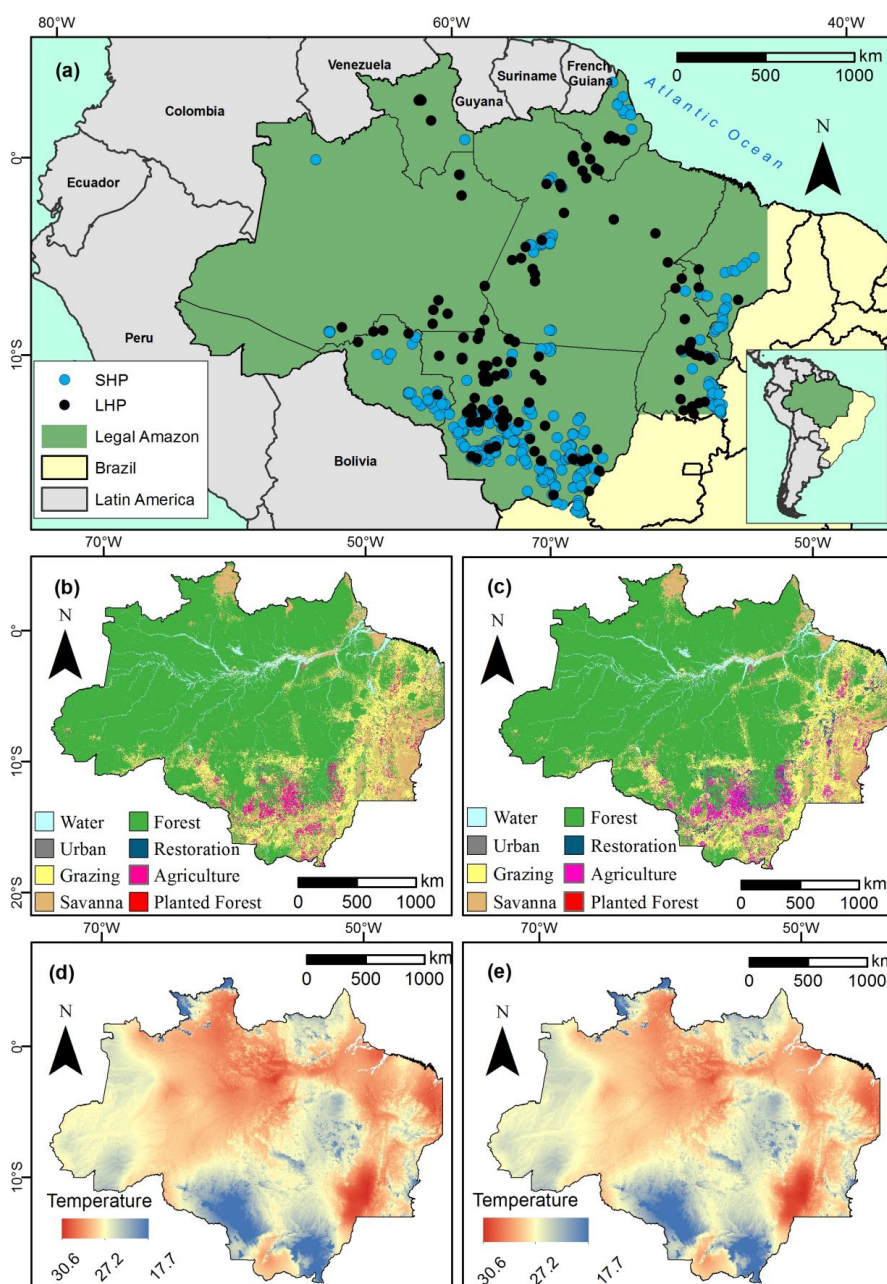 80°W
60°W
40°W
(a)
km
0
500
1000
Venezuela
Suriname
French
Guiana
Guyana
Colombia
Atlantic Ocean
N
0°
Ecuador
Peru
10°S
Bolivia
SHP
LHP
Legal Amazon
Brazil
Latin America
70°W
50°W
70°W
50°W
(b)
N
0°
10°S
20°S
Water
Forest
Urban
Restoration
Grazing
Agriculture
Savanna
Planted Forest
km
0
500
1000
(c)
N
Water
Forest
Urban
Restoration
Grazing
Agriculture
Savanna
Planted Forest
km
0
500
1000
70°W
50°W
70°W
50°W
(d)
km
0
500
1000
N
0°
10°S
Temperature
30.6
27.2
17.7
(e)
km
0
500
1000
N
Temperature
30.6
27.2
17.7